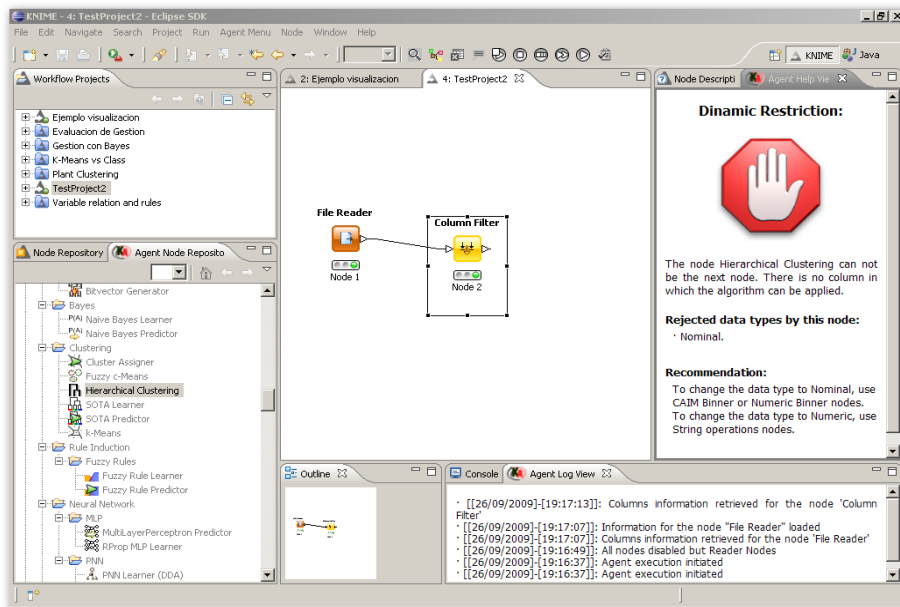 KNIME - 4: TestProject2 - Eclipse SDK
File Edit Navigate Search Project Run Agent Menu Node Window Help
KNIME Java
Workflow Projects
Ejemplo visualizacion
Evaluacion de Gestion
Gestion con Bayes
K-Means vs Class
Plant Clustering
TestProject2
Variable relation and rules
Node Repository Agent Node Reposito
Bitvector Generator
Bayes
P(A) Naive Bayes Learner
P(A) Naive Bayes Predictor
Clustering
Cluster Assigner
Fuzzy c-Means
Hierarchical Clustering
SOTA Learner
SOTA Predictor
k-Means
Rule Induction
Fuzzy Rules
Fuzzy Rule Learner
Fuzzy Rule Predictor
Neural Network
MLP
MultiLayerPerceptron Predictor
RProp MLP Learner
PNN
PNN Learner (DDA)
2: Ejemplo visualizacion 4: TestProject2
File Reader
Node 1
Column Filter
Node 2
Node Descripti Agent Help Vie
Dinamic Restriction:
The node Hierarchical Clustering can not
be the next node. There is no column in
which the algorithm can be applied.
Rejected data types by this node:
· Nominal.
Recommendation:
To change the data type to Nominal, use
CAIM Binner or Numeric Binner nodes.
To change the data type to Numeric, use
String operations nodes.
Outline
Console Agent Log View
· [[26/09/2009]-[19:17:13]]: Columns information retrieved for the node 'Column
Filter'
· [[26/09/2009]-[19:17:07]]: Information for the node "File Reader" loaded
· [[26/09/2009]-[19:17:07]]: Columns information retrieved for the node 'File Reader'
· [[26/09/2009]-[19:16:49]]: All nodes disabled but Reader Nodes
· [[26/09/2009]-[19:16:37]]: Agent execution initiated
· [[26/09/2009]-[19:16:37]]: Agent execution initiated